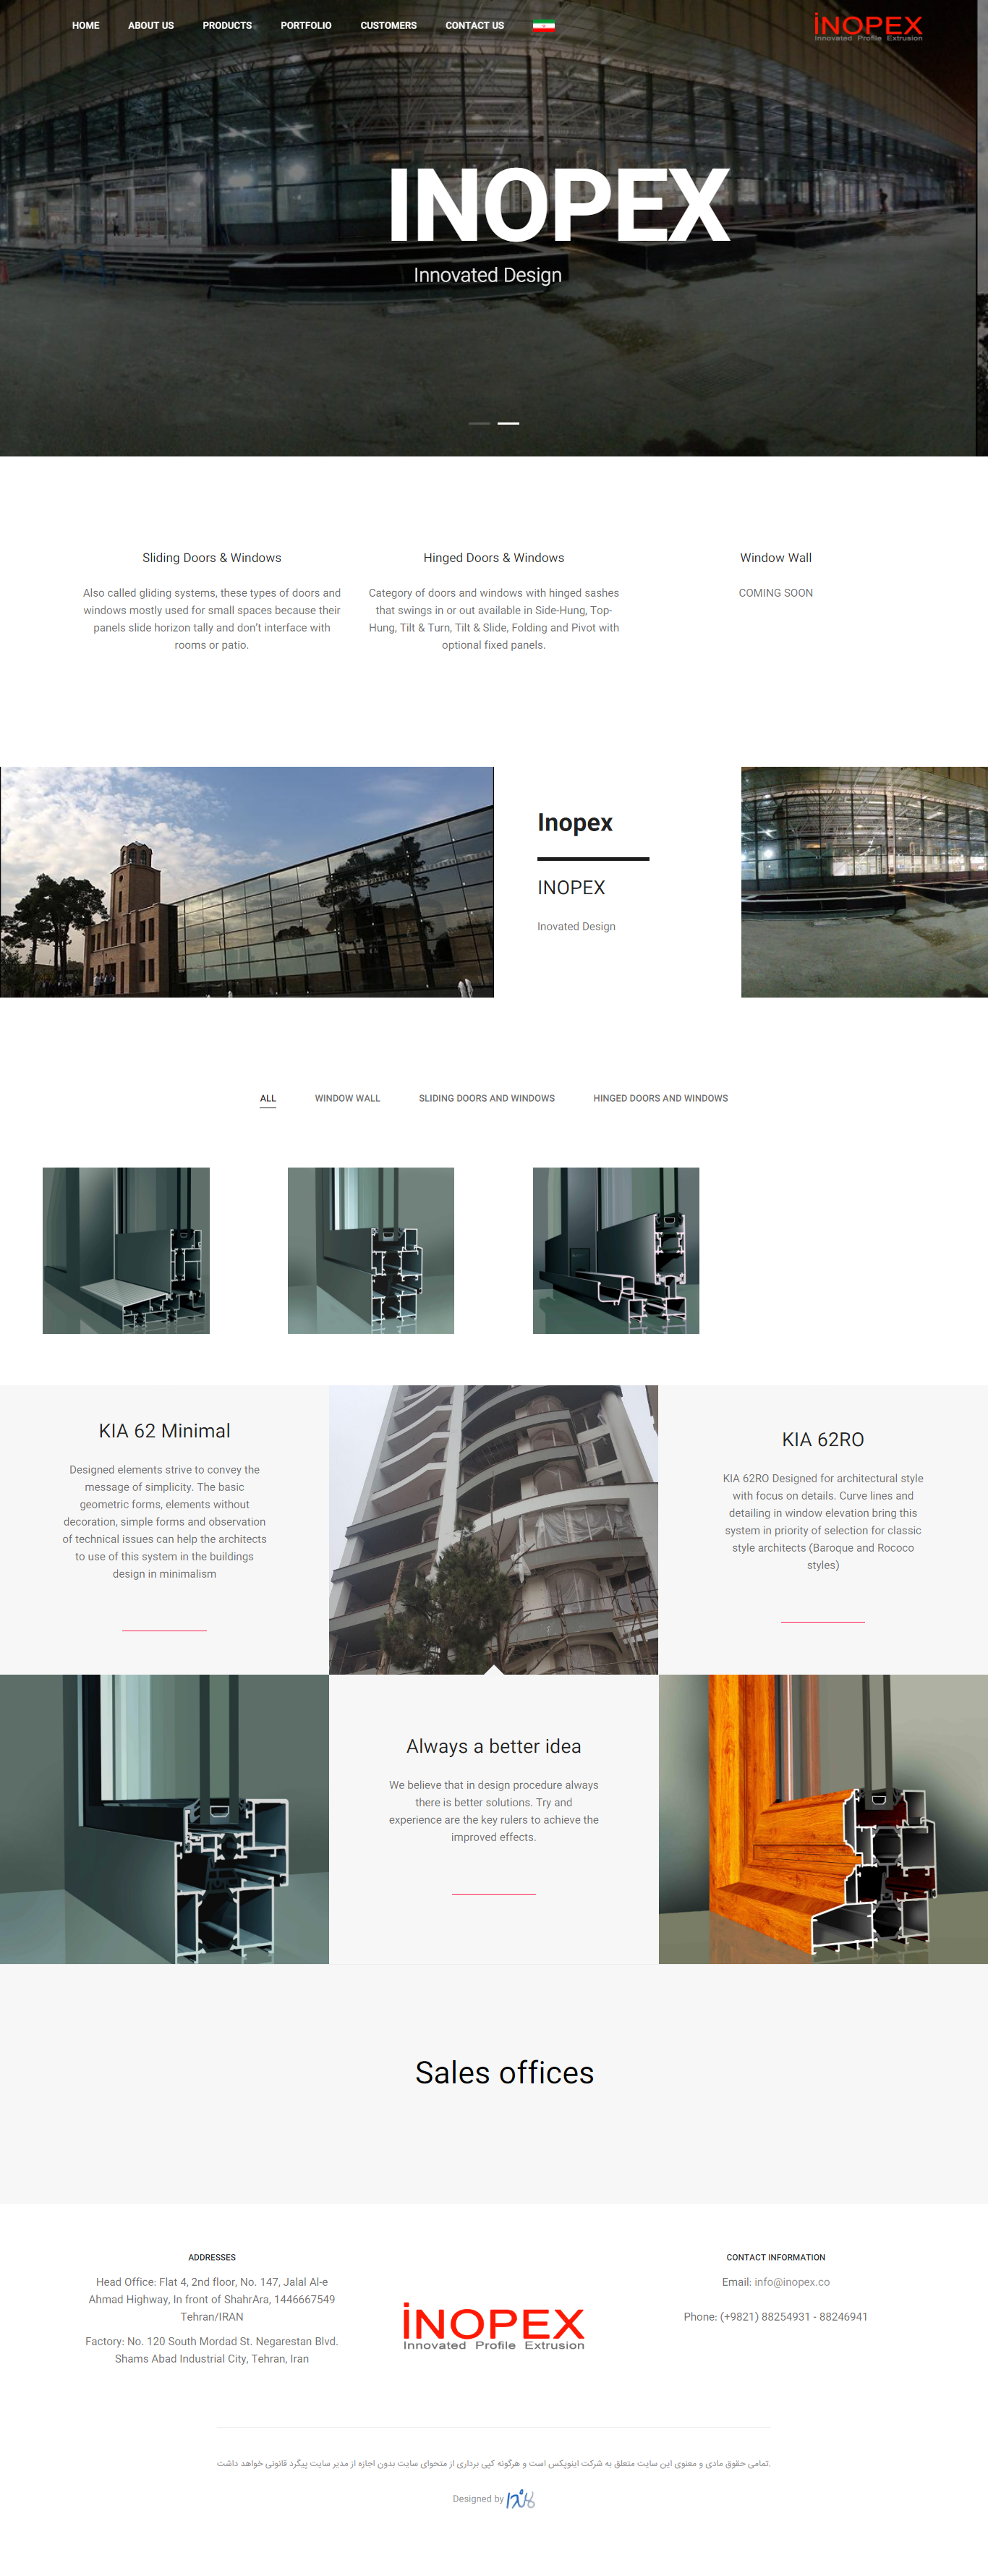 HOME ABOUT US PRODUCTS PORTFOLIO CUSTOMERS CONTACT US
iNOPEX
Innovated Profile Extrusion
INOPEX
Innovated Design
Sliding Doors & Windows
Also called gliding systems, these types of doors and
windows mostly used for small spaces because their
panels slide horizon tally and don't interface with
rooms or patio.
Hinged Doors & Windows
Category of doors and windows with hinged sashes
that swings in or out available in Side-Hung, Top-
Hung, Tilt & Turn, Tilt & Slide, Folding and Pivot with
optional fixed panels.
Window Wall
COMING SOON
Inopex
INOPEX
Inovated Design
ALL WINDOW WALL SLIDING DOORS AND WINDOWS HINGED DOORS AND WINDOWS
KIA 62 Minimal
Designed elements strive to convey the
message of simplicity. The basic
geometric forms, elements without
decoration, simple forms and observation
of technical issues can help the architects
to use of this system in the buildings
design in minimalism
KIA 62RO
KIA 62RO Designed for architectural style
with focus on details. Curve lines and
detailing in window elevation bring this
system in priority of selection for classic
style architects (Baroque and Rococo
styles)
Always a better idea
We believe that in design procedure always
there is better solutions. Try and
experience are the key rulers to achieve the
improved effects.
Sales offices
ADDRESSES
Head Office: Flat 4, 2nd floor, No. 147, Jalal Al-e
Ahmad Highway, In front of ShahrAra, 1446667549
Tehran/IRAN
Factory: No. 120 South Mordad St. Negarestan Blvd.
Shams Abad Industrial City, Tehran, Iran
iNOPEX
Innovated Profile Extrusion
CONTACT INFORMATION
Email: info@inopex.co
Phone: (+9821) 88254931 - 88246941
تمامی حقوق مادی و معنوی این سایت متعلق به شرکت اینوپکس است و هرگونه کپی برداری از متحوای سایت بدون اجازه از مدیر سایت پیگرد قانونی خواهد داشت.
Designed by